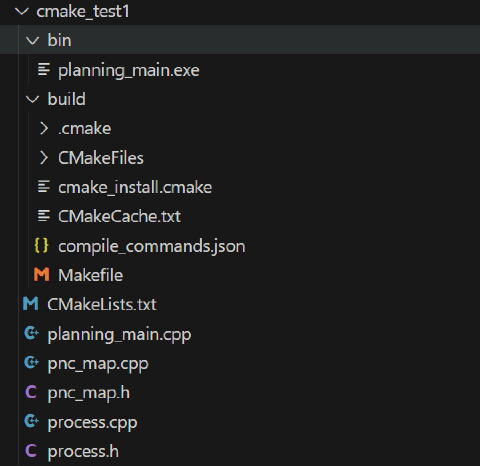 cmake_test1
bin
planning_main.exe
build
.cmake
CMakeFiles
cmake_install.cmake
CMakeCache.txt
{} compile_commands.json
M Makefile
M CMakeLists.txt
planning_main.cpp
pnc_map.cpp
C pnc_map.h
process.cpp
C process.h